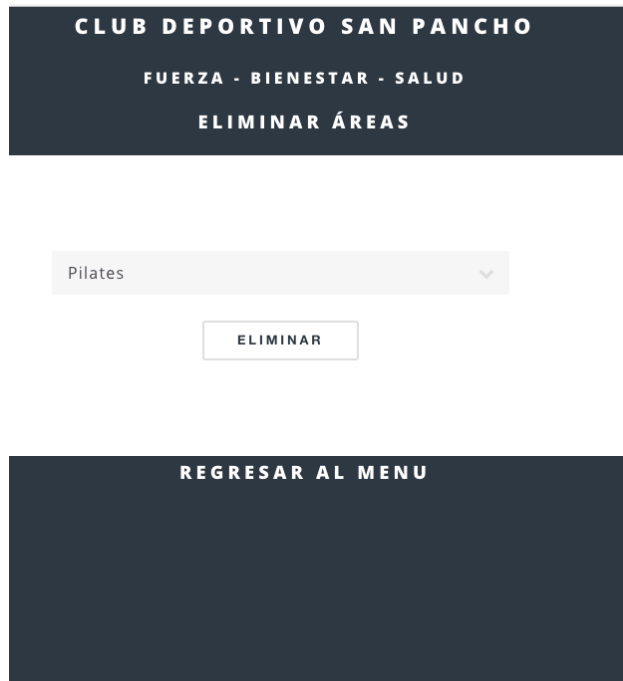 CLUB DEPORTIVO SAN PANCHO
FUERZA - BIENESTAR - SALUD
ELIMINAR ÁREAS
Pilates
ELIMINAR
REGRESAR AL MENU